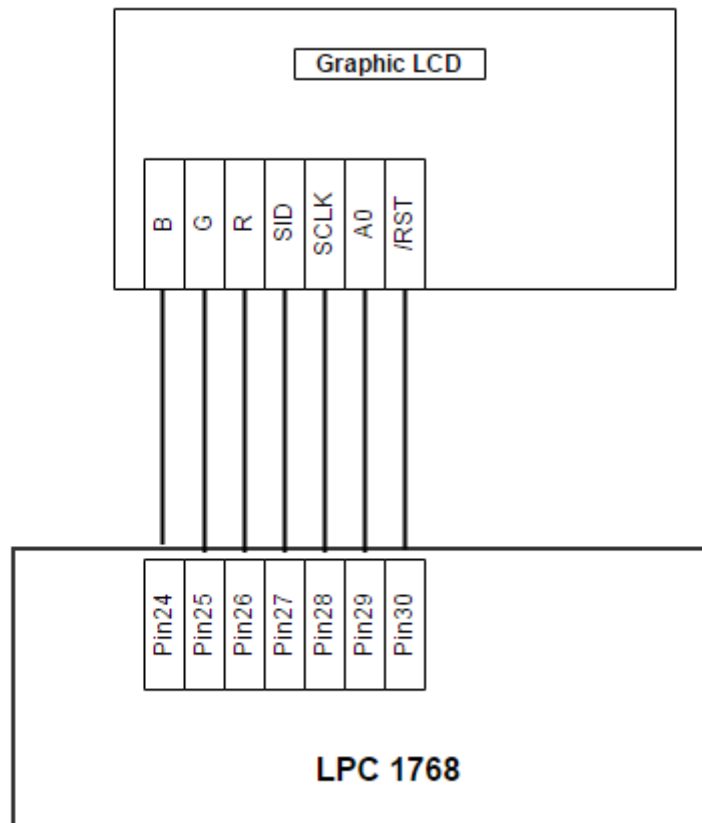 Graphic LCD
B
G
R
SID
SCLK
A0
/RST
Pin24
Pin25
Pin26
Pin27
Pin28
Pin29
Pin30
LPC 1768